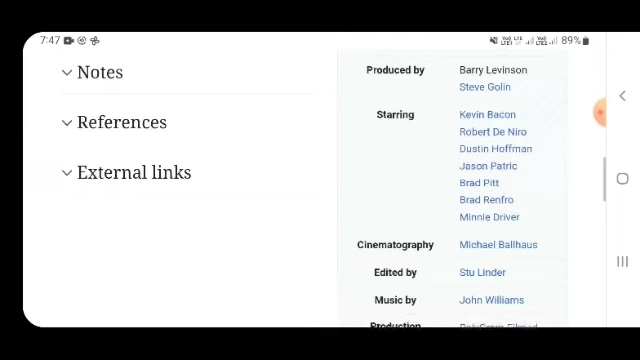 7:47
89%
Notes
References
External links
Produced by
Barry Levinson
Steve Golin
Starring
Kevin Bacon
Robert De Niro
Dustin Hoffman
Jason Patric
Brad Pitt
Brad Renfro
Minnie Driver
Cinematography
Michael Ballhaus
Edited by
Stu Linder
Music by
John Williams
Production